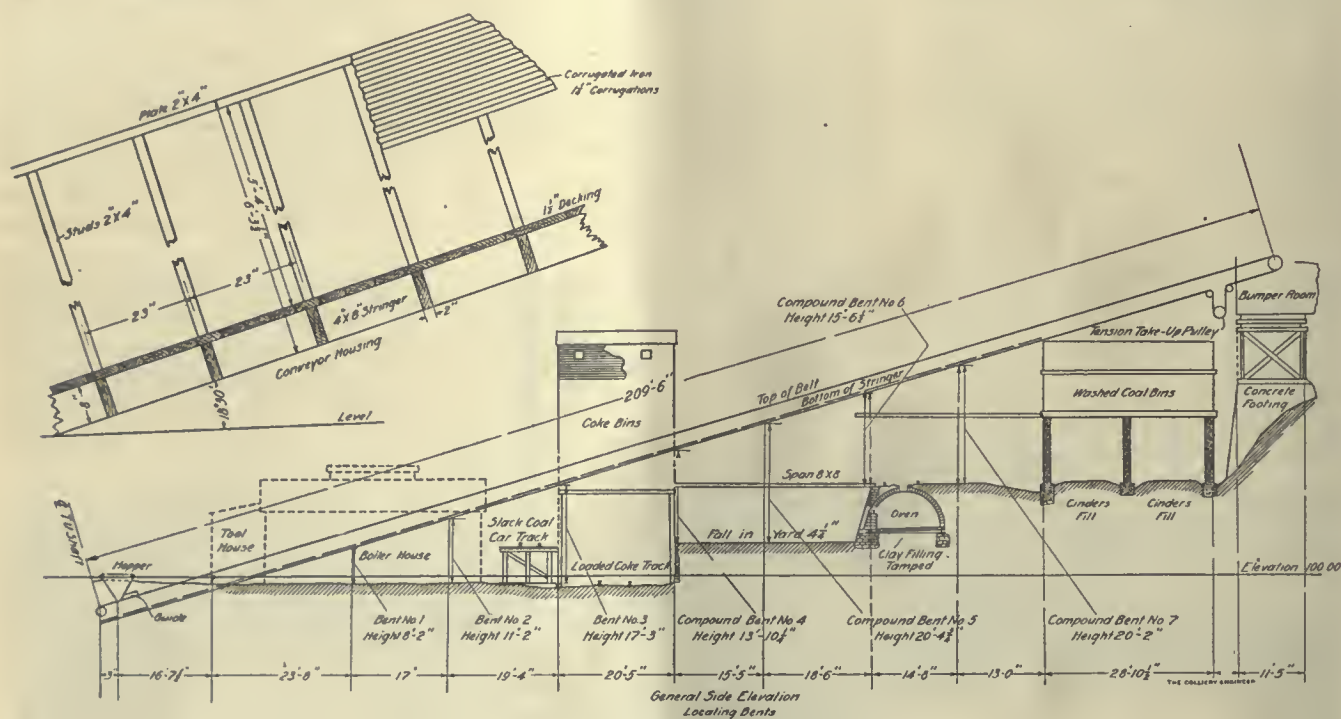 Corrugated Iron
1¼" Corrugations
Plate 2"X4"
Studs 2"X4"
1½" Decking
23"
23"
4"X8" Stringer
2"
Conveyor Housing
8"
Level
Compound Bent No 6
Height 15'-6½"
Bumper Room
Tension Take-Up Pulley
209'-6"
Top of Belt
Bottom of Stringer
Coke Bins
Washed Coal Bins
Concrete
Footing
Span 8X8
Tool
House
Boiler House
Slack Coal
Car Track
Loaded Coke Track
Fall in Yard 4¼"
Oven
Clay Filling
Tamped
Cinders
Fill
Cinders
Fill
Hopper
Guide
Elevation 100.00
Bent No.1
Height 8'-2"
Bent No. 2
Height 11'-2"
Bent No.3
Height 17'-3"
Compound Bent No 4
Height 13'-10¼"
Compound Bent No 5
Height 20'-4¾"
Compound Bent No 7
Height 20'-2"
3' 16'-7½" 23'-8" 17' 19'-4" 20'-5" 15'-5" 18'-6" 14'-8" 13'-0" 28'-10½" 11'-5"
THE COLLIERY ENGINEER
General Side Elevation
Locating Bents